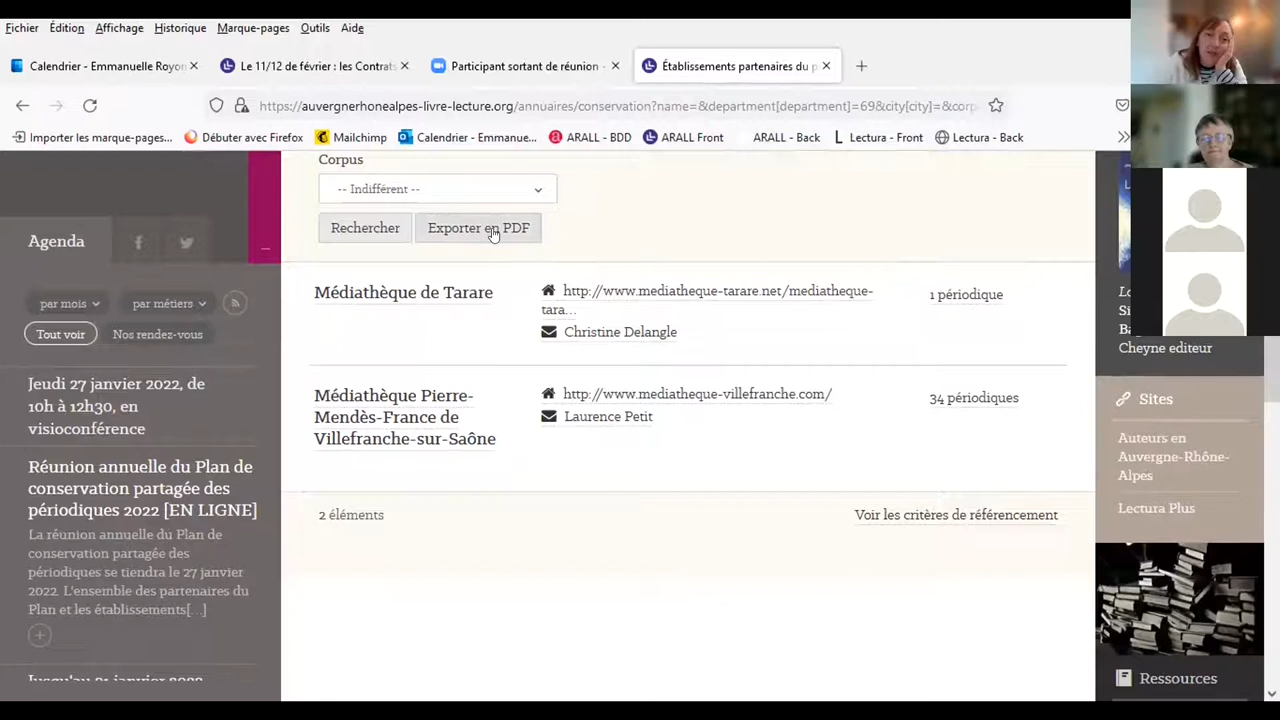 Fichier Édition Affichage Historique Marque-pages Outils Aide
Calendrier - Emmanuelle Royon
Le 11/12 de février : les Contrats
Participant sortant de réunion -
Établissements partenaires du p
https://auvergnerhonealpes-livre-lecture.org/annuaires/conservation?name=&department[department]=69&city[city]=&corp
Importer les marque-pages... Débuter avec Firefox Mailchimp Calendrier - Emmanue... ARALL - BDD ARALL Front ARALL - Back Lectura - Front Lectura - Back
Corpus
-- Indifférent --
Rechercher Exporter en PDF
Agenda
par mois par métiers
Tout voir Nos rendez-vous
Jeudi 27 janvier 2022, de
10h à 12h30, en
visioconférence
Réunion annuelle du Plan de
conservation partagée des
périodiques 2022 [EN LIGNE]
La réunion annuelle du Plan de
conservation partagée des
périodiques se tiendra le 27 janvier
2022. L'ensemble des partenaires du
Plan et les établissements[...]
Médiathèque de Tarare
http://www.mediatheque-tarare.net/mediatheque-
tara...
Christine Delangle
1 périodique
Médiathèque Pierre-
Mendès-France de
Villefranche-sur-Saône
http://www.mediatheque-villefranche.com/
Laurence Petit
34 périodiques
2 éléments
Voir les critères de référencement
Cheyne editeur
Sites
Auteurs en
Auvergne-Rhône-
Alpes
Lectura Plus
Ressources